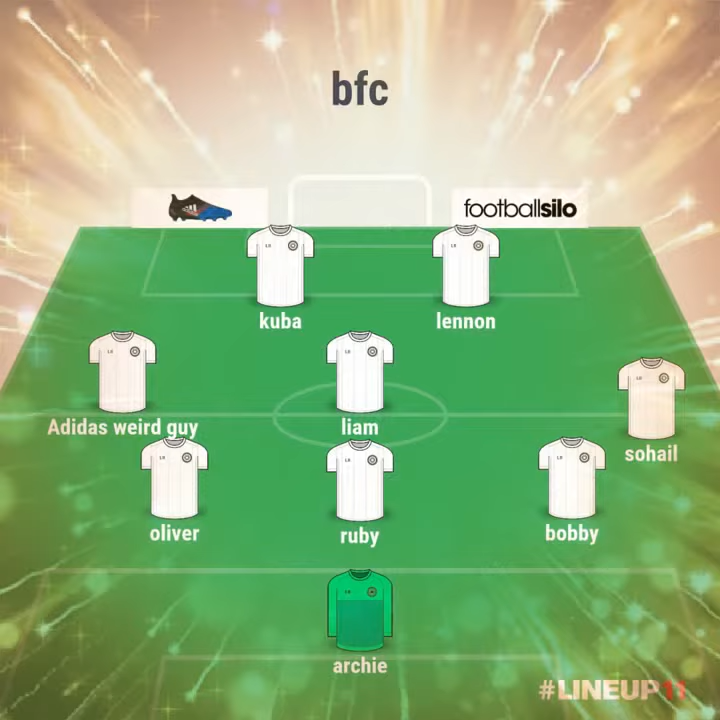 bfc
footballsilo
kuba
lennon
Adidas weird guy
liam
sohail
oliver
ruby
bobby
archie
#LINEUP11